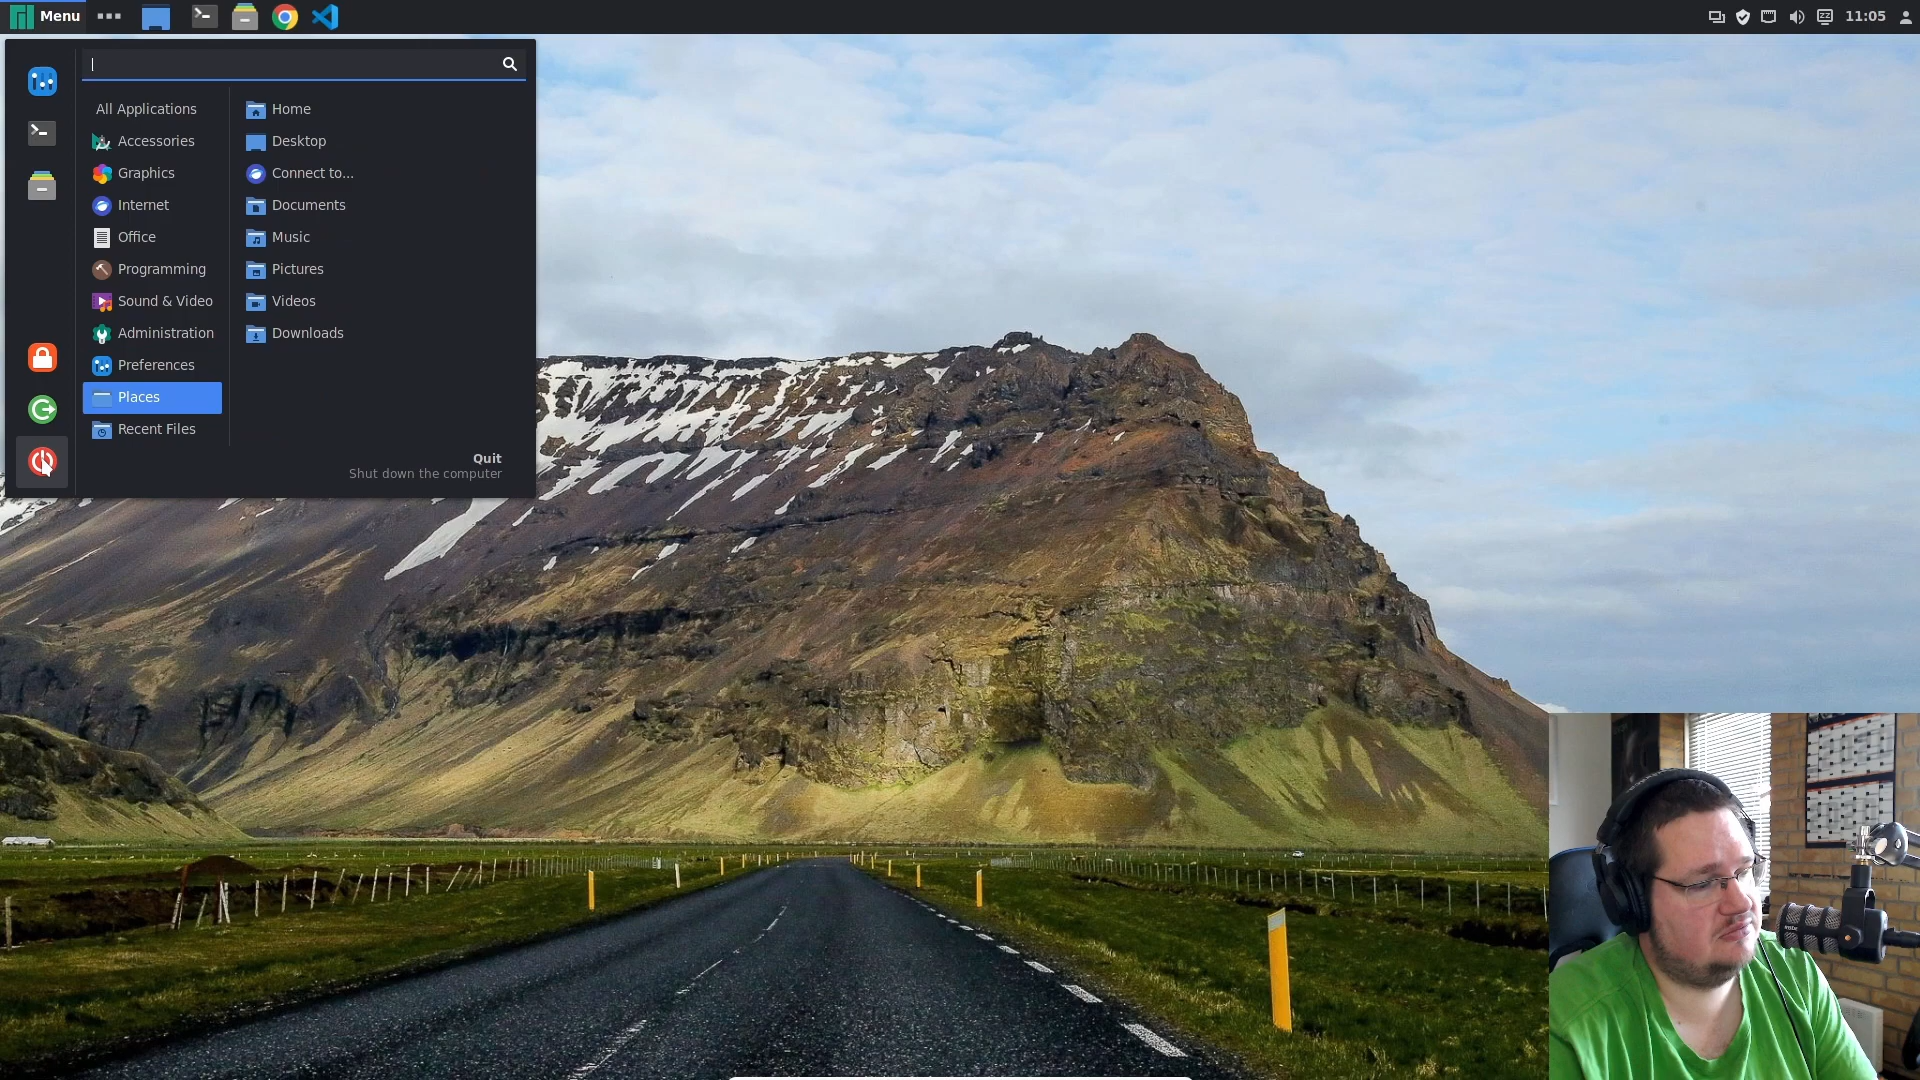 Menu
11:05
All Applications
Accessories
Graphics
Internet
Office
Programming
Sound & Video
Administration
Preferences
Places
Recent Files
Home
Desktop
Connect to...
Documents
Music
Pictures
Videos
Downloads
Quit
Shut down the computer